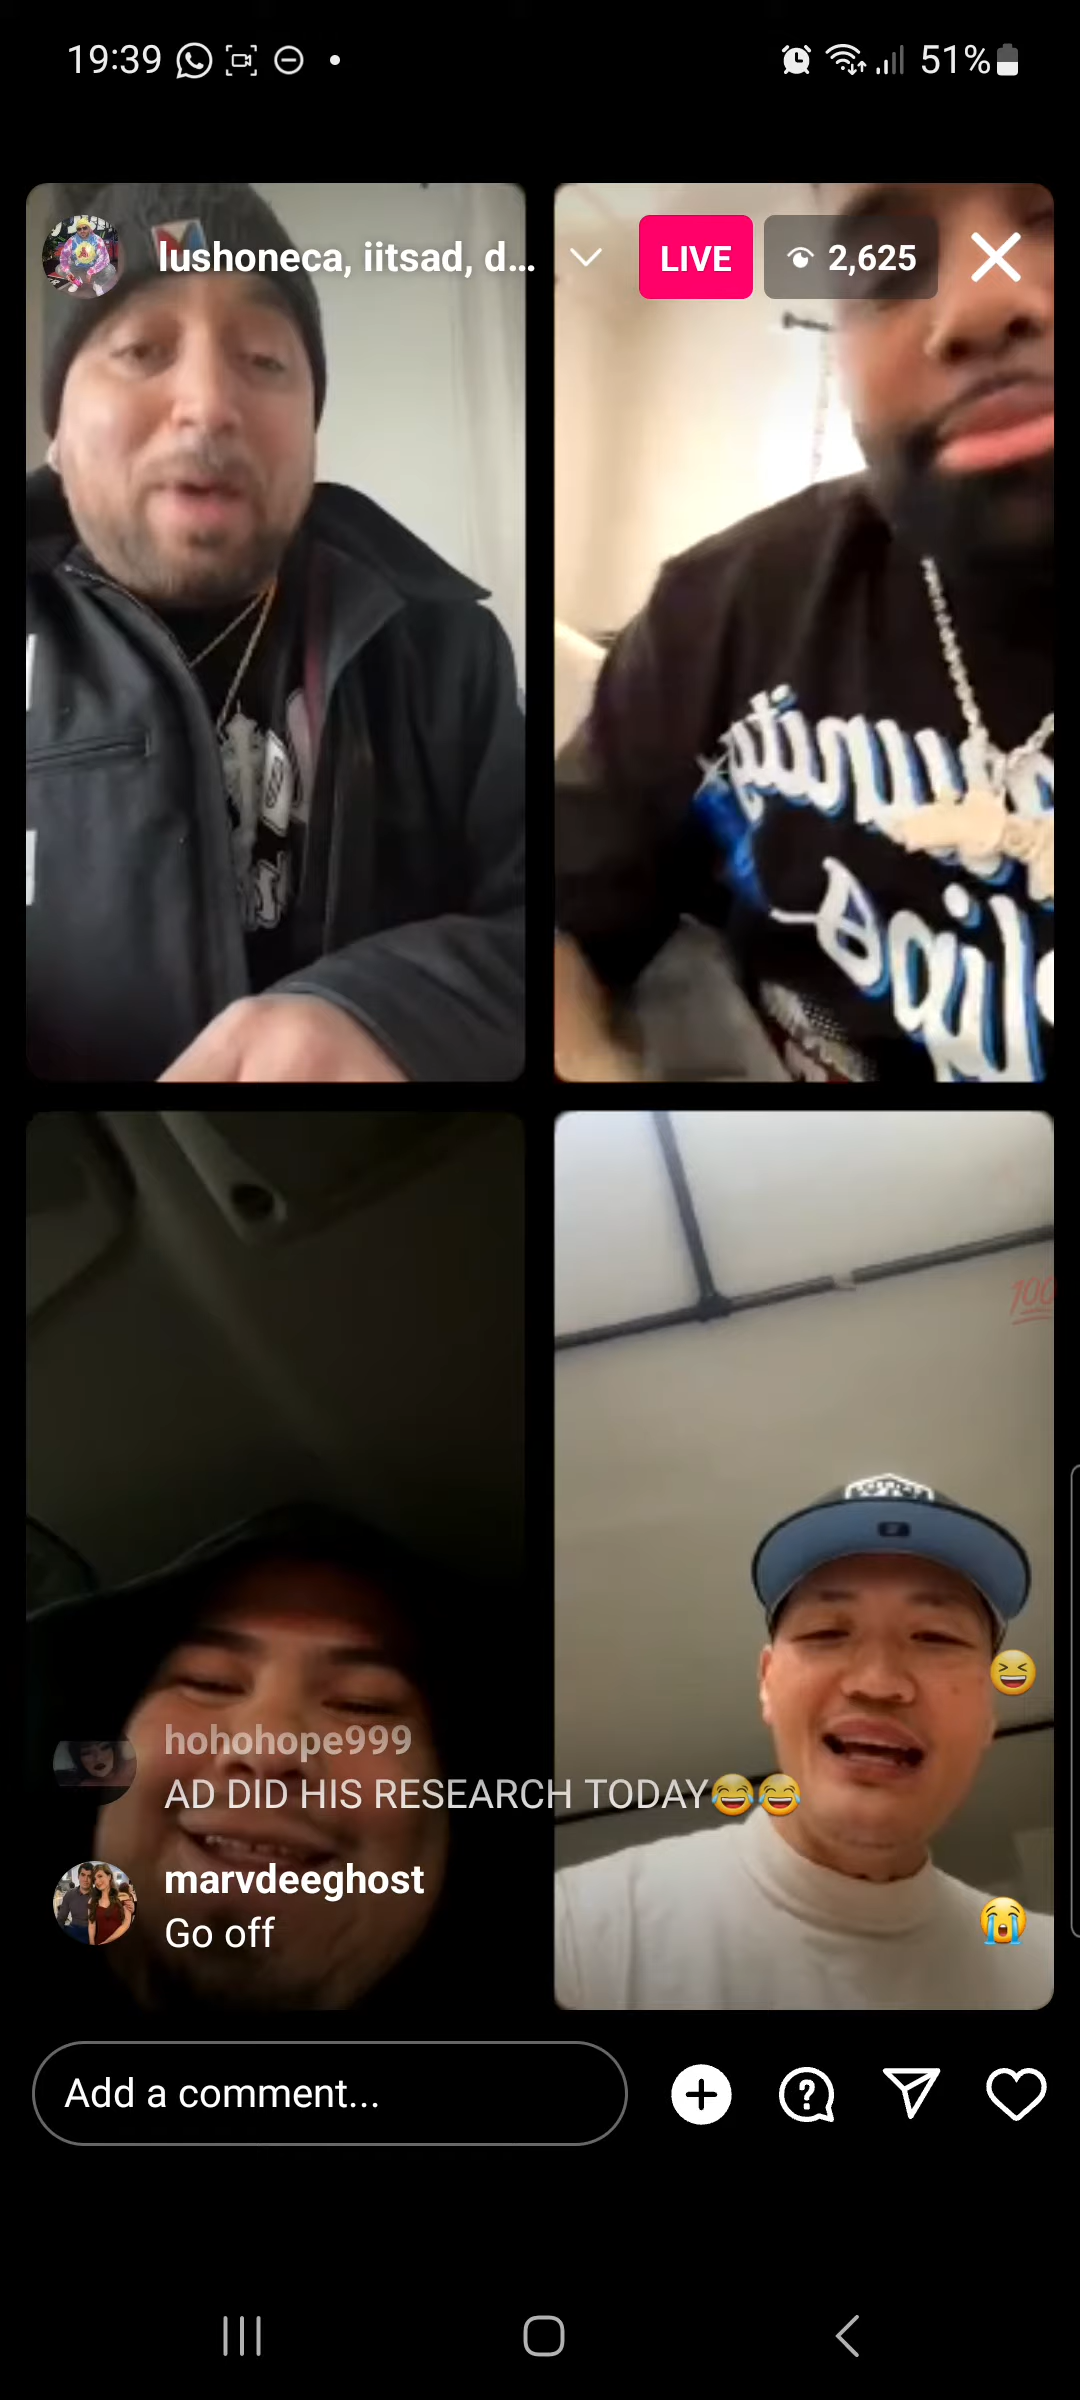 19:39
51%
lushoneca, iitsad, d...
LIVE
2,625
hohohope999
AD DID HIS RESEARCH TODAY😂😂
marvdeeghost
Go off
Add a comment...